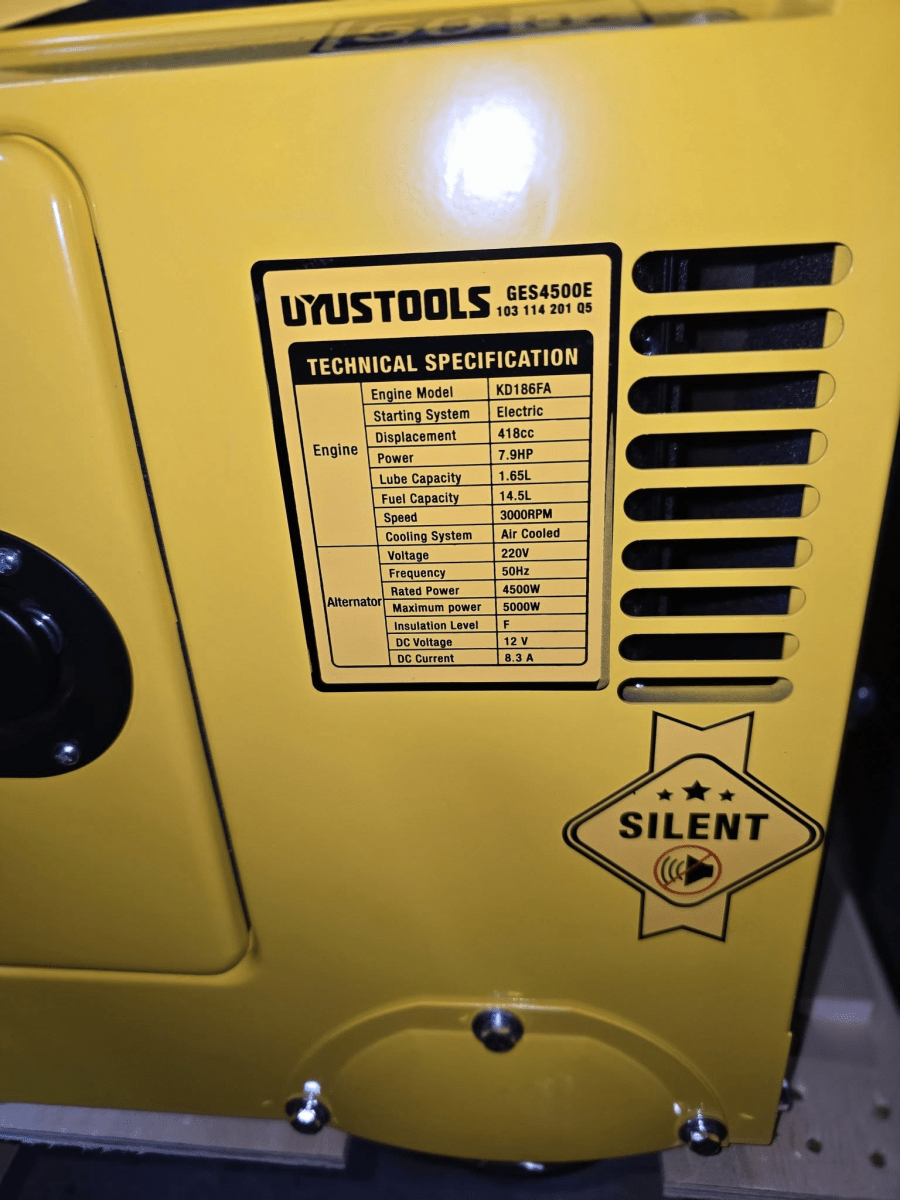 UYUSTOOLS GES4500E
103 114 201 Q5
TECHNICAL SPECIFICATION
Engine
Engine Model KD186FA
Starting System Electric
Displacement 418cc
Power 7.9HP
Lube Capacity 1.65L
Fuel Capacity 14.5L
Speed 3000RPM
Cooling System Air Cooled
Alternator
Voltage 220V
Frequency 50Hz
Rated Power 4500W
Maximum power 5000W
Insulation Level F
DC Voltage 12 V
DC Current 8.3 A
SILENT